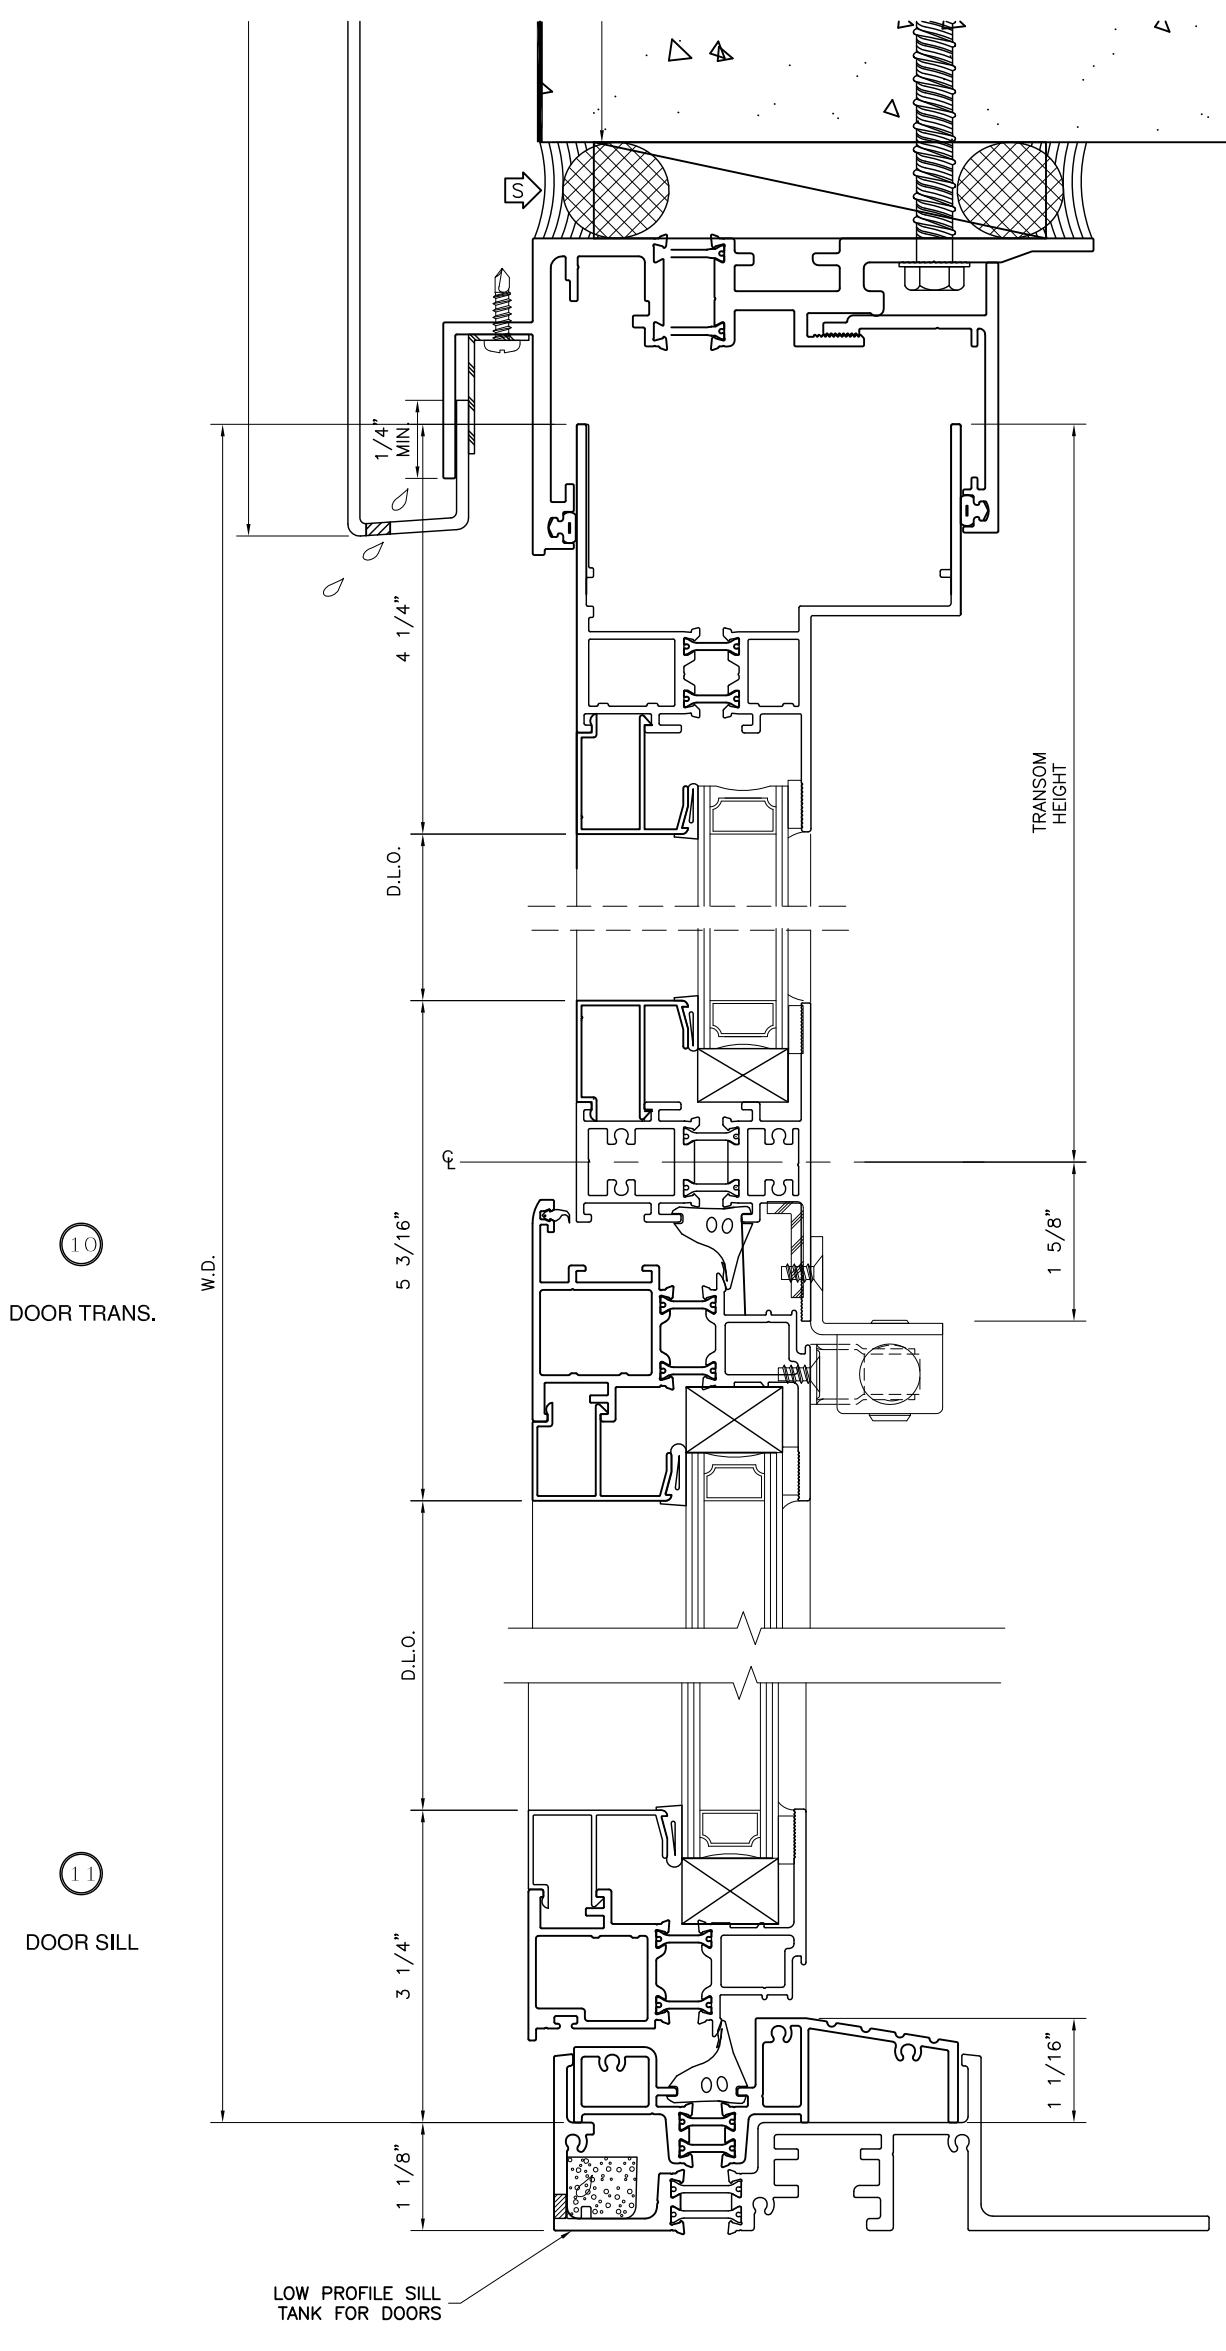 S
1/4"
MIN.
4 1/4"
D.L.O.
TRANSOM
HEIGHT
℄
10
DOOR TRANS.
W.D.
5 3/16"
1 5/8"
D.L.O.
11
DOOR SILL
3 1/4"
1 1/16"
1 1/8"
LOW PROFILE SILL
TANK FOR DOORS